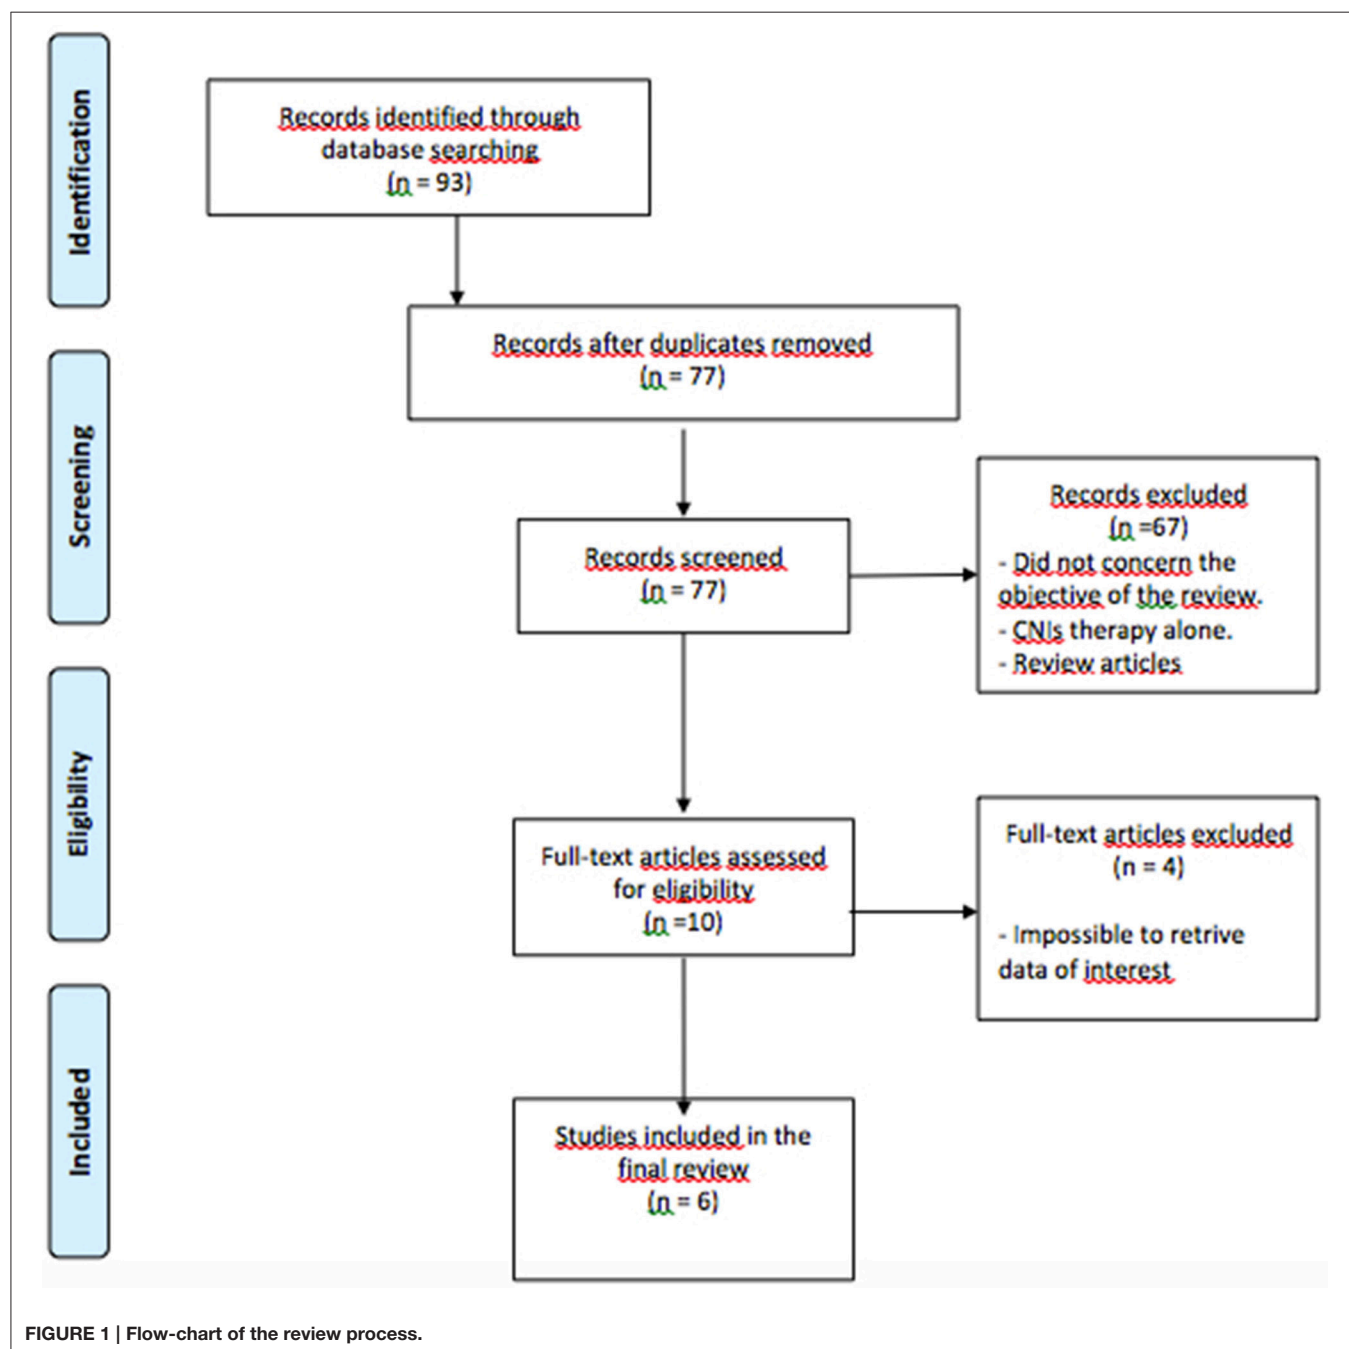 Identification
Records identified through
database searching
(n = 93)
Records after duplicates removed
(n = 77)
Screening
Records screened
(n = 77)
Records excluded
(n =67)
- Did not concern the
objective of the review.
- CNIs therapy alone.
- Review articles
Eligibility
Full-text articles assessed
for eligibility
(n =10)
Full-text articles excluded
(n = 4)
- Impossible to retrive
data of interest
Included
Studies included in the
final review
(n = 6)
FIGURE 1 | Flow-chart of the review process.